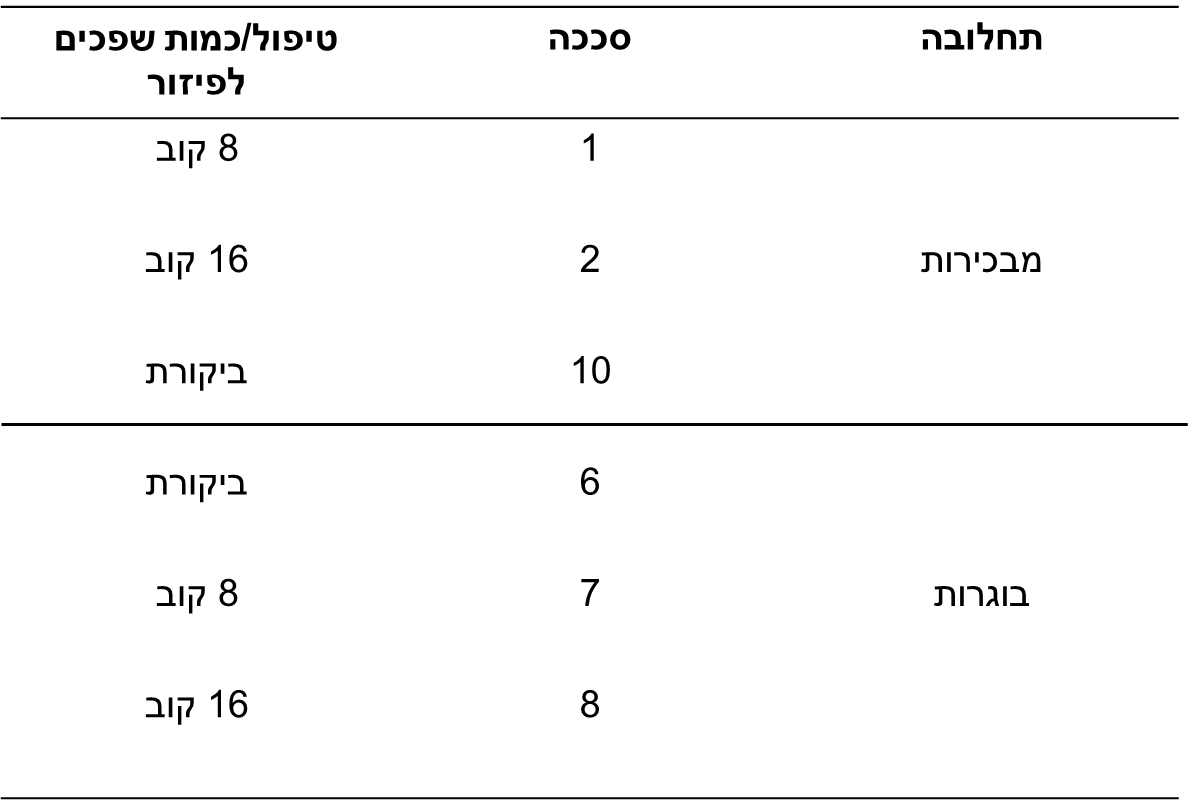 תחלובה סככה טיפול/כמות שפכים
לפיזור
1 8 קוב
מבכירות 2 16 קוב
10 ביקורת
6 ביקורת
בוגרות 7 8 קוב
8 16 קוב